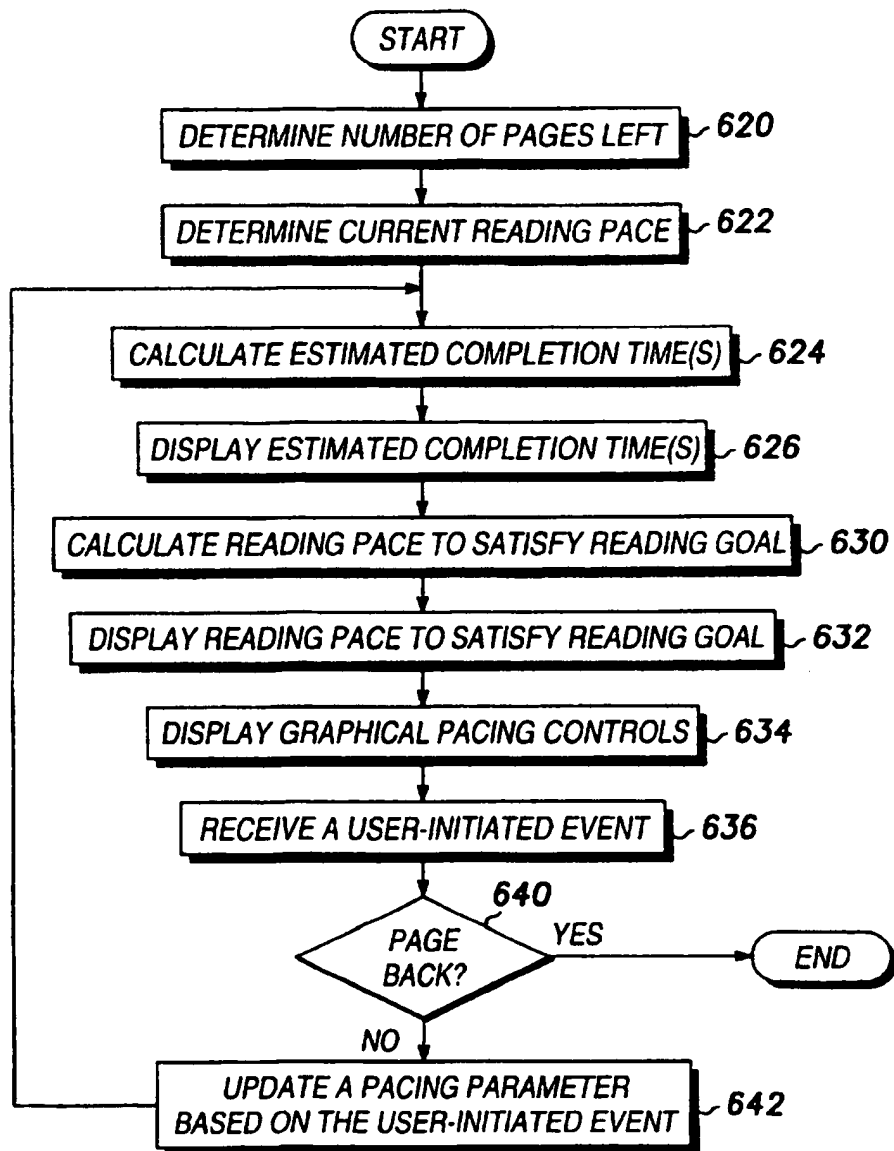 START
DETERMINE NUMBER OF PAGES LEFT 620
DETERMINE CURRENT READING PACE 622
CALCULATE ESTIMATED COMPLETION TIME(S) 624
DISPLAY ESTIMATED COMPLETION TIME(S) 626
CALCULATE READING PACE TO SATISFY READING GOAL 630
DISPLAY READING PACE TO SATISFY READING GOAL 632
DISPLAY GRAPHICAL PACING CONTROLS 634
RECEIVE A USER-INITIATED EVENT 636
640
PAGE
BACK?
YES
END
NO
UPDATE A PACING PARAMETER
BASED ON THE USER-INITIATED EVENT 642